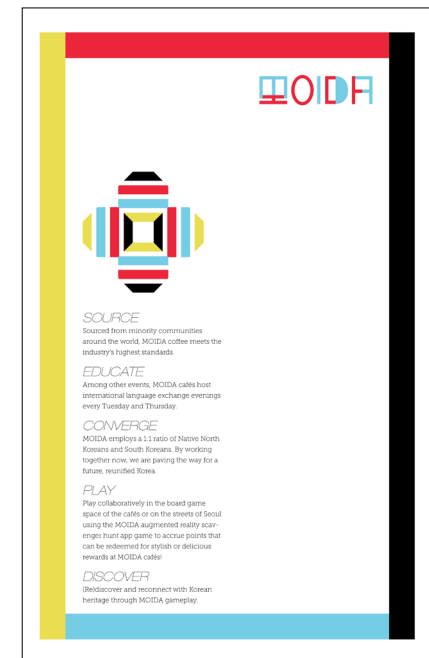 MOIDA
SOURCE
Sourced from minority communities
around the world, MOIDA coffee meets the
industry's highest standards.
EDUCATE
Among other events, MOIDA cafés host
international language exchange evenings
every Tuesday and Thursday.
CONVERGE
MOIDA employs a 1:1 ratio of Native North
Koreans and South Koreans. By working
together now, we are paving the way for a
future, reunified Korea.
PLAY
Play collaboratively in the board game
space of the cafés or on the streets of Seoul
using the MOIDA augmented reality scav-
enger hunt app game to accrue points that
can be redeemed for stylish or delicious
rewards at MOIDA cafés!
DISCOVER
(Re)discover and reconnect with Korean
heritage through MOIDA gameplay.